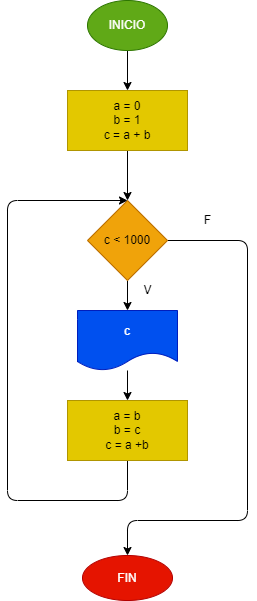 INICIO
a = 0
b = 1
c = a + b
c < 1000
F
V
c
a = b
b = c
c = a +b
FIN